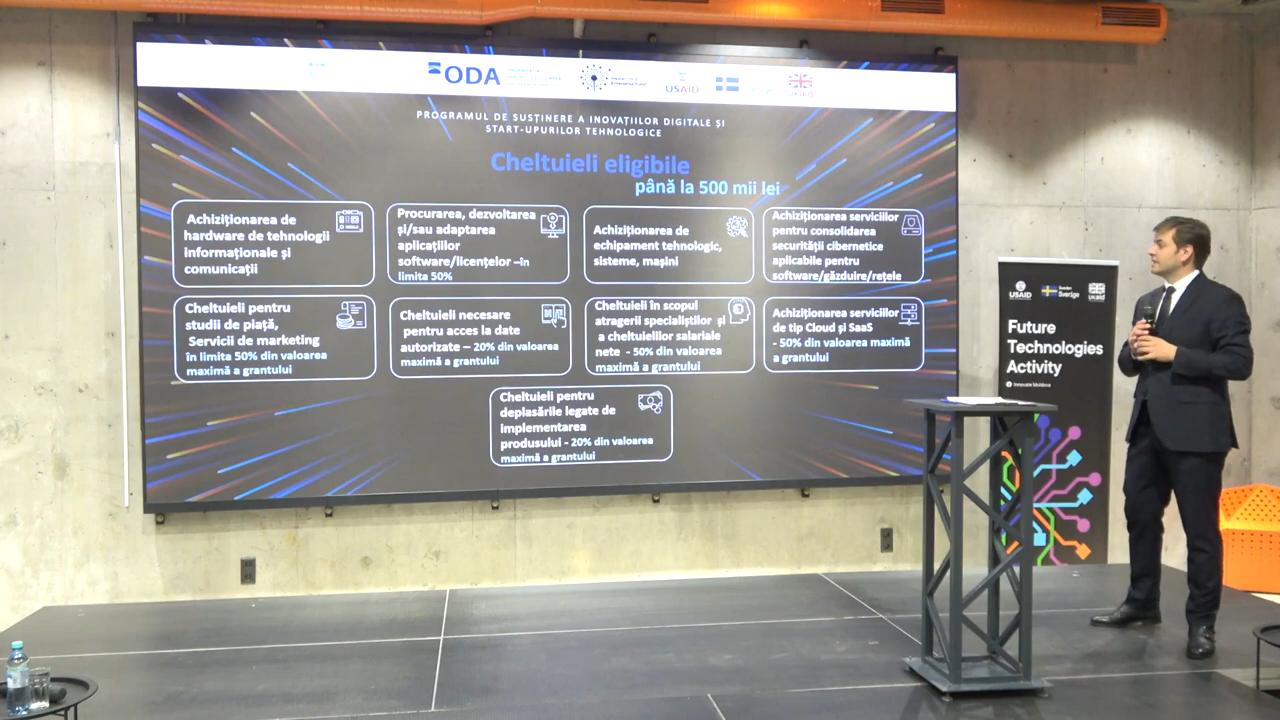 ODA
USAID
PROGRAMUL DE SUSȚINERE A INOVAȚIILOR DIGITALE ȘI
START-UPURILOR TEHNOLOGICE
Cheltuieli eligibile
până la 500 mii lei
Achiziționarea de
hardware de tehnologii
informaționale și
comunicații
Procurarea, dezvoltarea
și/sau adaptarea
aplicațiilor
software/licențelor –în
limita 50%
Achiziționarea de
echipament tehnologic,
sisteme, mașini
Achiziționarea serviciilor
pentru consolidarea
securității cibernetice
aplicabile pentru
software/găzduire/rețele
Cheltuieli pentru
studii de piață,
Servicii de marketing
în limita 50% din valoarea
maximă a grantului
Cheltuieli necesare
pentru acces la date
autorizate – 20% din valoarea
maximă a grantului
Cheltuieli în scopul
atragerii specialiștilor și
a cheltuielilor salariale
nete - 50% din valoarea
maximă a grantului
Achiziționarea serviciilor
de tip Cloud și SaaS
- 50% din valoarea maximă
a grantului
Cheltuieli pentru
deplasările legate de
implementarea
produsului - 20% din valoarea
maximă a grantului
USAID
Sweden
Sverige
UKaid
Future
Technologies
Activity
Innovate Moldova